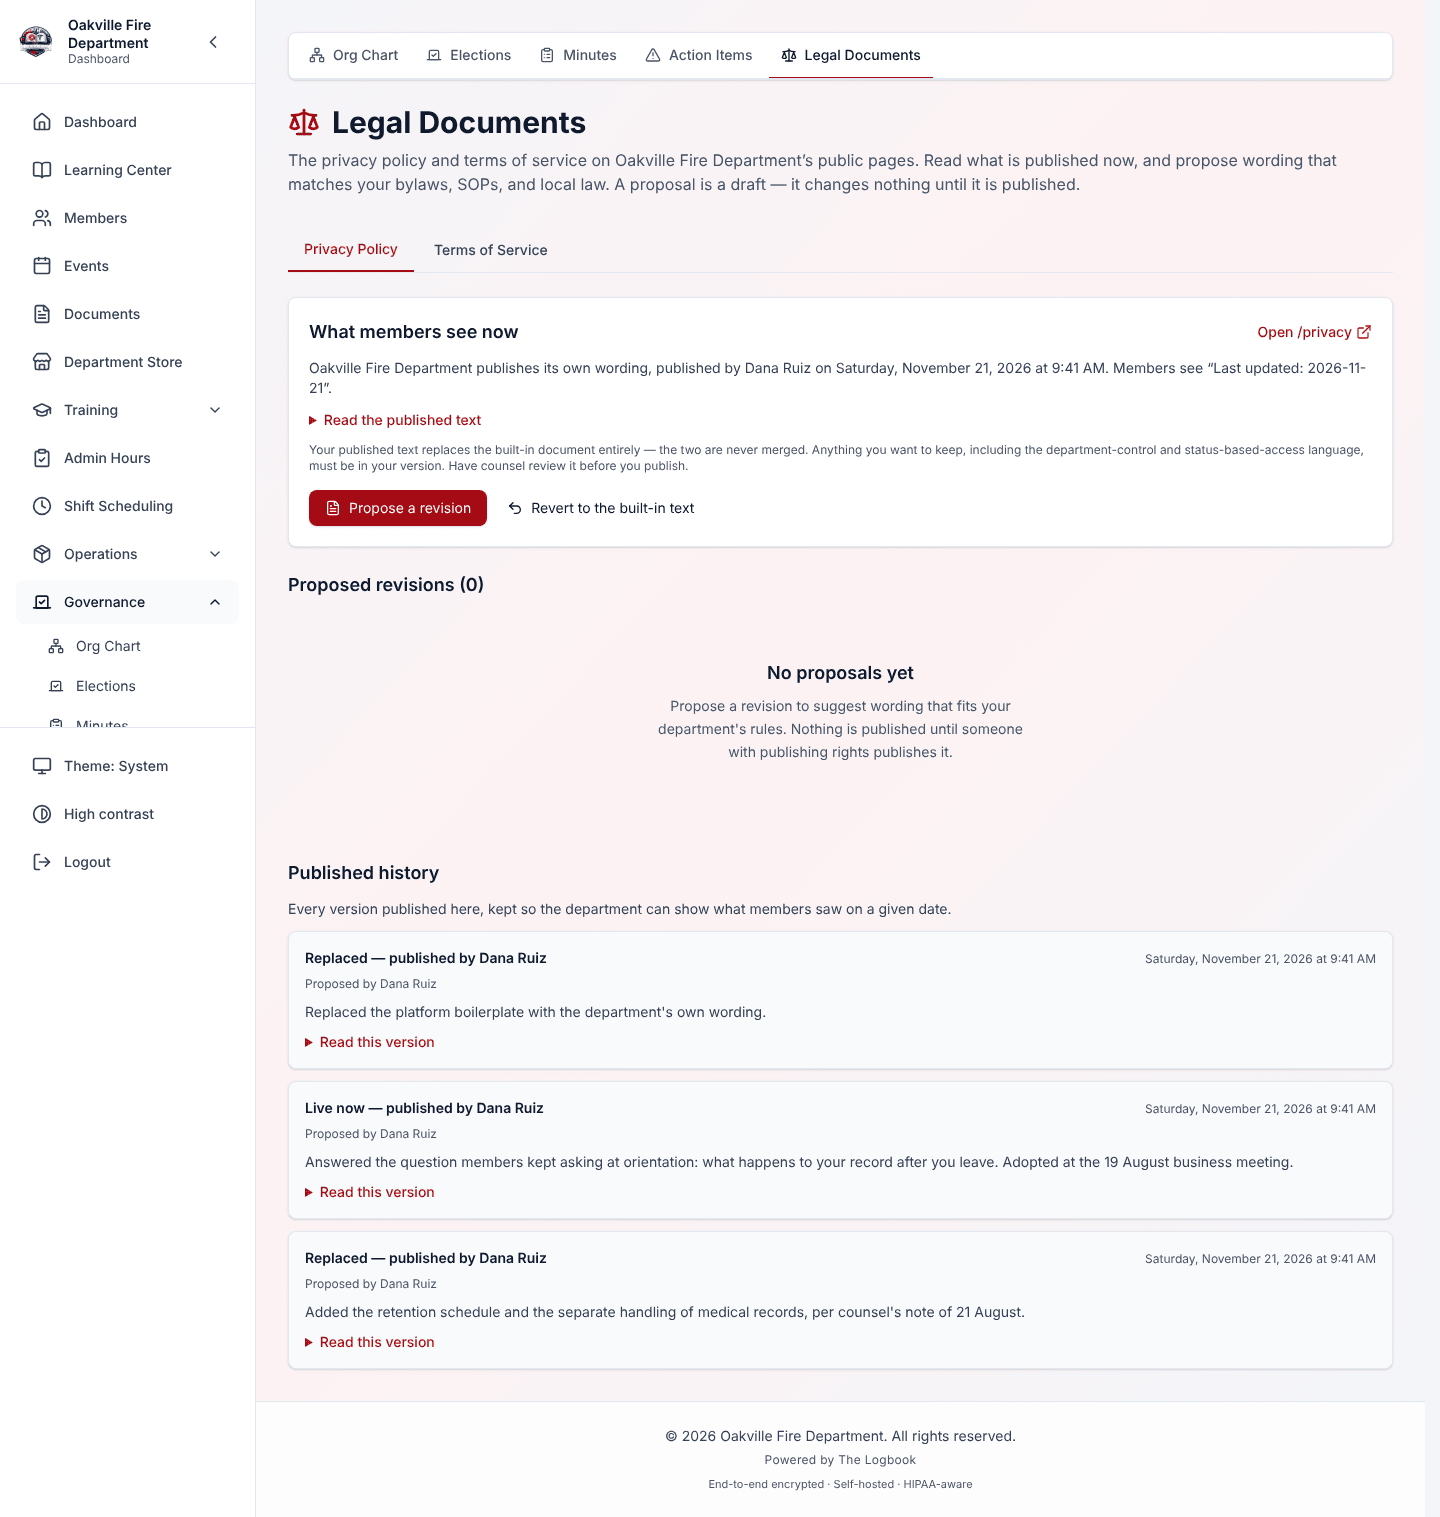 Oakville Fire
Department
Dashboard
Dashboard
Learning Center
Members
Events
Documents
Department Store
Training
Admin Hours
Shift Scheduling
Operations
Governance
Org Chart
Elections
Minutes
Theme: System
High contrast
Logout
Org Chart
Elections
Minutes
Action Items
Legal Documents
Legal Documents
The privacy policy and terms of service on Oakville Fire Department’s public pages. Read what is published now, and propose wording that
matches your bylaws, SOPs, and local law. A proposal is a draft — it changes nothing until it is published.
Privacy Policy
Terms of Service
What members see now
Open /privacy
Oakville Fire Department publishes its own wording, published by Dana Ruiz on Saturday, November 21, 2026 at 9:41 AM. Members see “Last updated: 2026-11-
21”.
Read the published text
Your published text replaces the built-in document entirely — the two are never merged. Anything you want to keep, including the department-control and status-based-access language,
must be in your version. Have counsel review it before you publish.
Propose a revision
Revert to the built-in text
Proposed revisions (0)
No proposals yet
Propose a revision to suggest wording that fits your
department's rules. Nothing is published until someone
with publishing rights publishes it.
Published history
Every version published here, kept so the department can show what members saw on a given date.
Replaced — published by Dana Ruiz
Saturday, November 21, 2026 at 9:41 AM
Proposed by Dana Ruiz
Replaced the platform boilerplate with the department's own wording.
Read this version
Live now — published by Dana Ruiz
Saturday, November 21, 2026 at 9:41 AM
Proposed by Dana Ruiz
Answered the question members kept asking at orientation: what happens to your record after you leave. Adopted at the 19 August business meeting.
Read this version
Replaced — published by Dana Ruiz
Saturday, November 21, 2026 at 9:41 AM
Proposed by Dana Ruiz
Added the retention schedule and the separate handling of medical records, per counsel's note of 21 August.
Read this version
© 2026 Oakville Fire Department. All rights reserved.
Powered by The Logbook
End-to-end encrypted · Self-hosted · HIPAA-aware